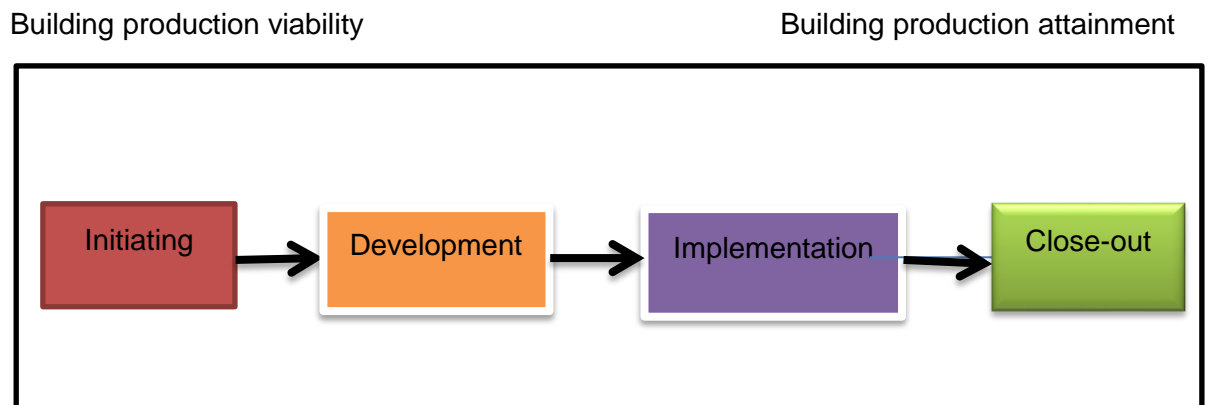 Building production viability
Building production attainment
Initiating
Development
Implementation
Close-out